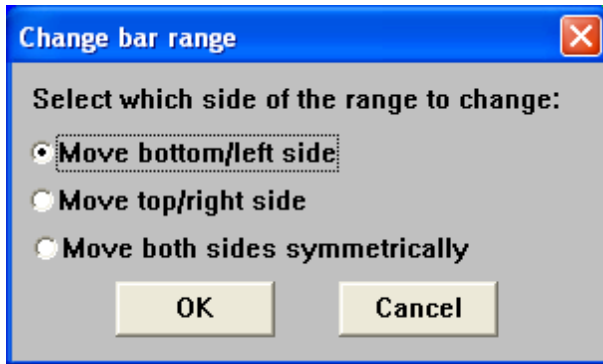 Change bar range
Select which side of the range to change:
Move bottom/left side
Move top/right side
Move both sides symmetrically
OK Cancel